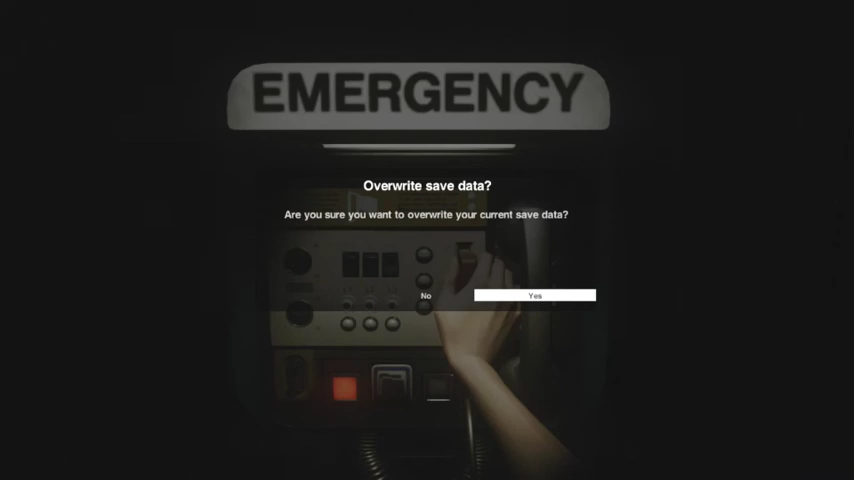 EMERGENCY
Overwrite save data?
Are you sure you want to overwrite your current save data?
No Yes